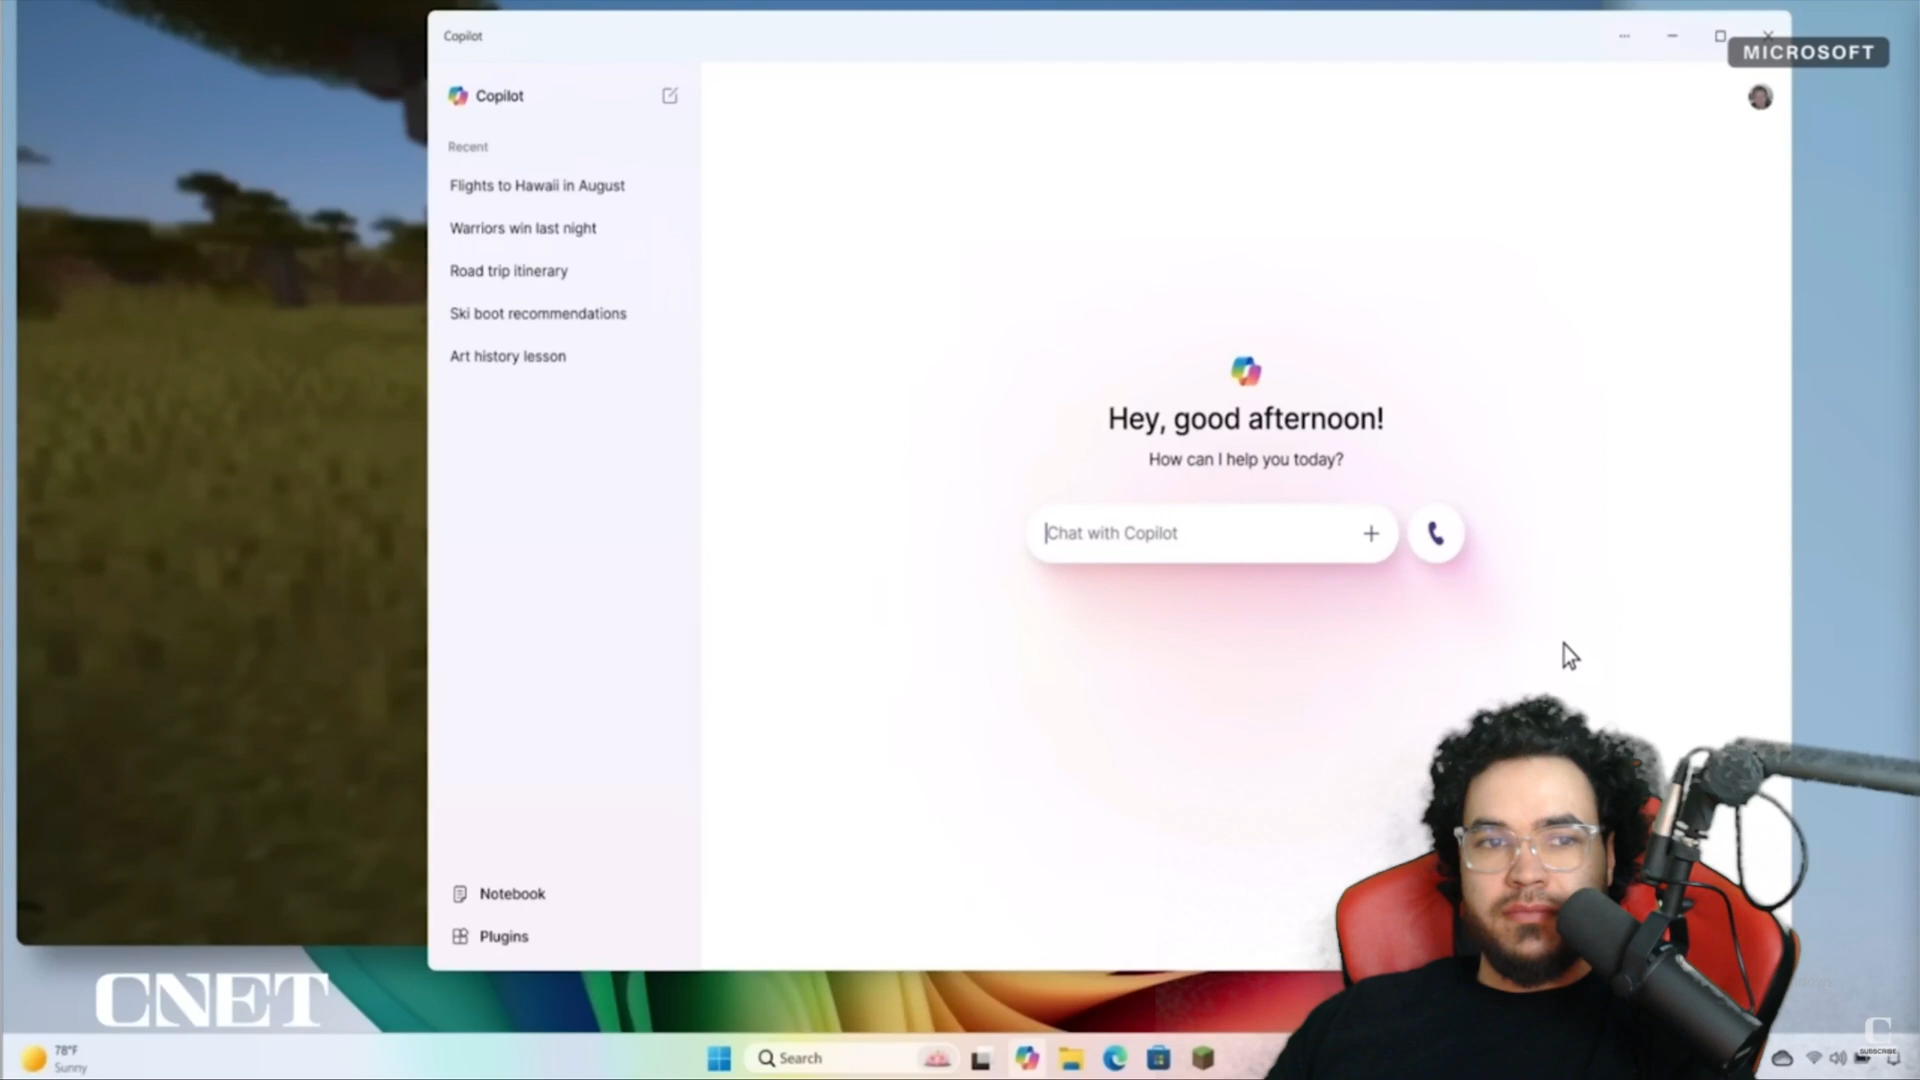 Copilot
MICROSOFT
Copilot
Recent
Flights to Hawaii in August
Warriors win last night
Road trip itinerary
Ski boot recommendations
Art history lesson
Hey, good afternoon!
How can I help you today?
Chat with Copilot
Notebook
Plugins
CNET
78°F
Sunny
Search
C
SUBSCRIBE